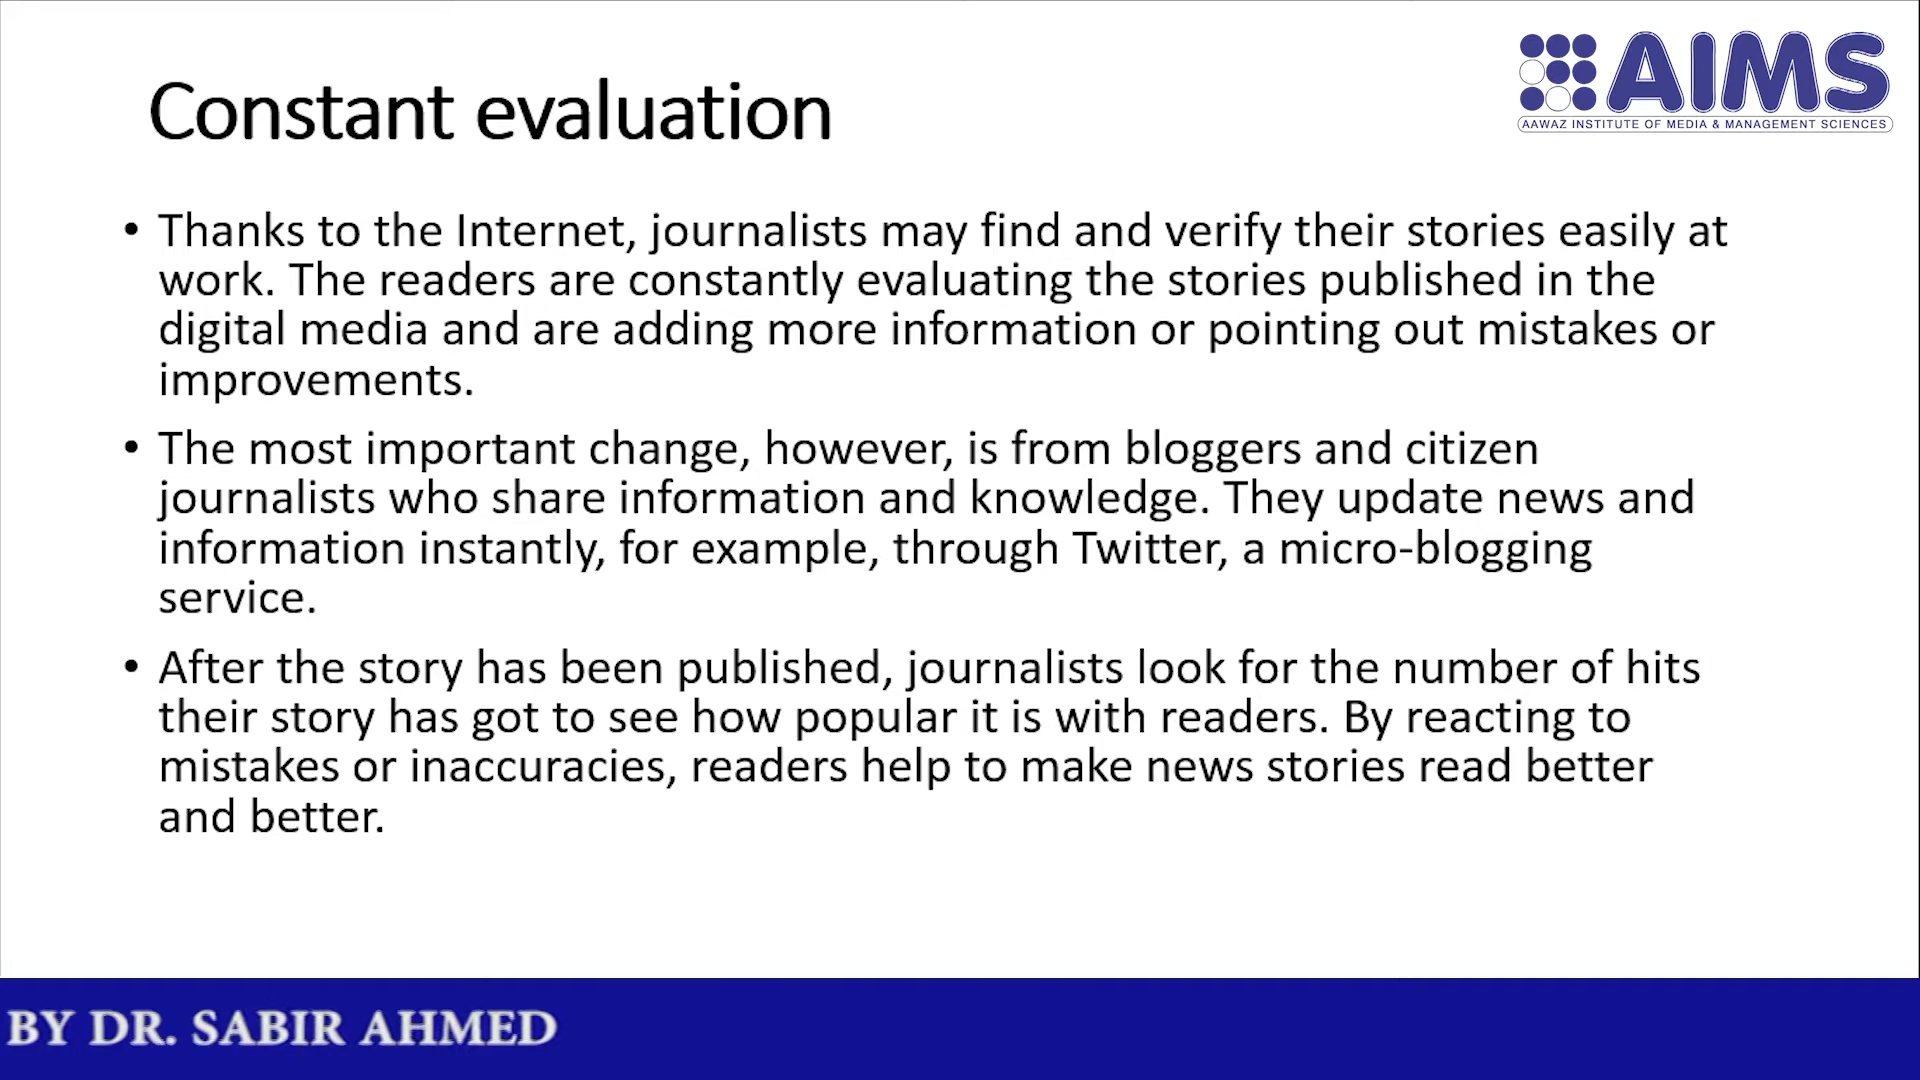 AIMS
AAWAZ INSTITUTE OF MEDIA & MANAGEMENT SCIENCES
Constant evaluation
• Thanks to the Internet, journalists may find and verify their stories easily at
work. The readers are constantly evaluating the stories published in the
digital media and are adding more information or pointing out mistakes or
improvements.
• The most important change, however, is from bloggers and citizen
journalists who share information and knowledge. They update news and
information instantly, for example, through Twitter, a micro-blogging
service.
• After the story has been published, journalists look for the number of hits
their story has got to see how popular it is with readers. By reacting to
mistakes or inaccuracies, readers help to make news stories read better
and better.
BY DR. SABIR AHMED